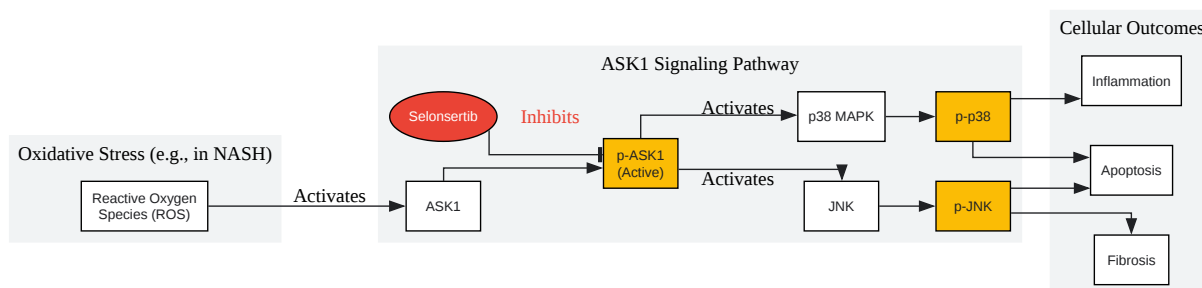 Cellular Outcomes
ASK1 Signaling Pathway
Inflammation
Selonsertib
Inhibits
Activates
p38 MAPK
p-p38
Oxidative Stress (e.g., in NASH)
p-ASK1
(Active)
Activates
Apoptosis
Reactive Oxygen
Species (ROS)
Activates
ASK1
JNK
p-JNK
Fibrosis